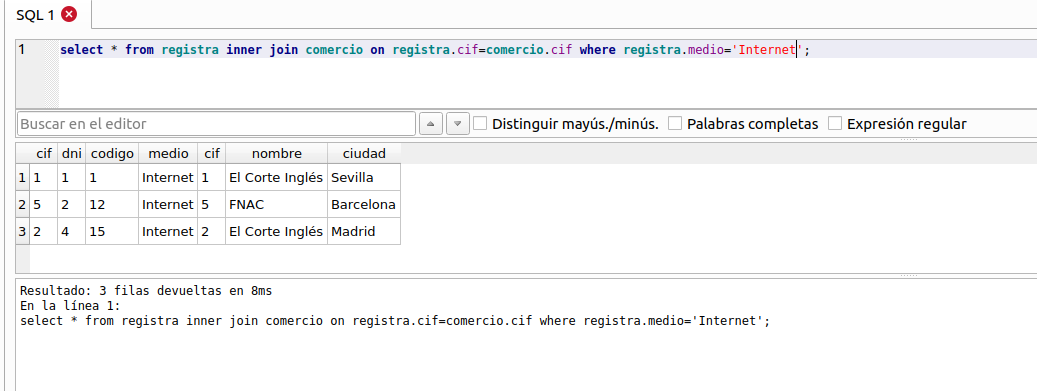 SQL 1
1 select * from registra inner join comercio on registra.cif=comercio.cif where registra.medio='Internet';
Buscar en el editor Distinguir mayús./minús. Palabras completas Expresión regular
cif dni codigo medio cif nombre ciudad
1 1 1 1 Internet 1 El Corte Inglés Sevilla
2 5 2 12 Internet 5 FNAC Barcelona
3 2 4 15 Internet 2 El Corte Inglés Madrid
Resultado: 3 filas devueltas en 8ms
En la línea 1:
select * from registra inner join comercio on registra.cif=comercio.cif where registra.medio='Internet';